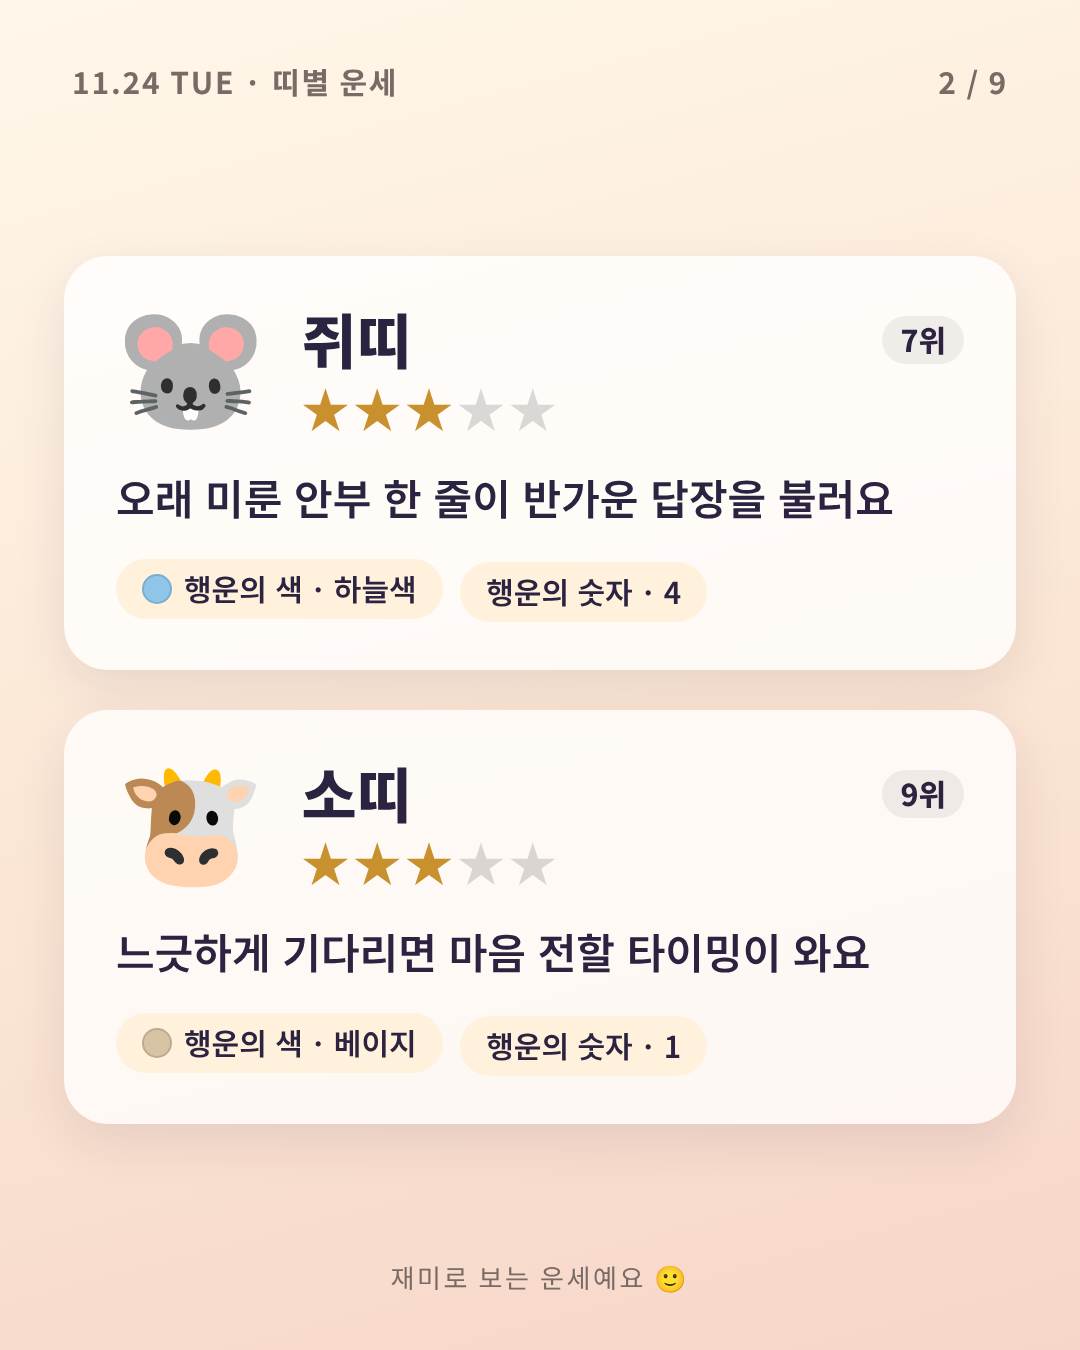 11.24 TUE · 띠별 운세
2 / 9
쥐띠
7위
★★★★★
오래 미룬 안부 한 줄이 반가운 답장을 불러요
행운의 색 · 하늘색
행운의 숫자 · 4
소띠
9위
★★★★★
느긋하게 기다리면 마음 전할 타이밍이 와요
행운의 색 · 베이지
행운의 숫자 · 1
재미로 보는 운세예요 🙂